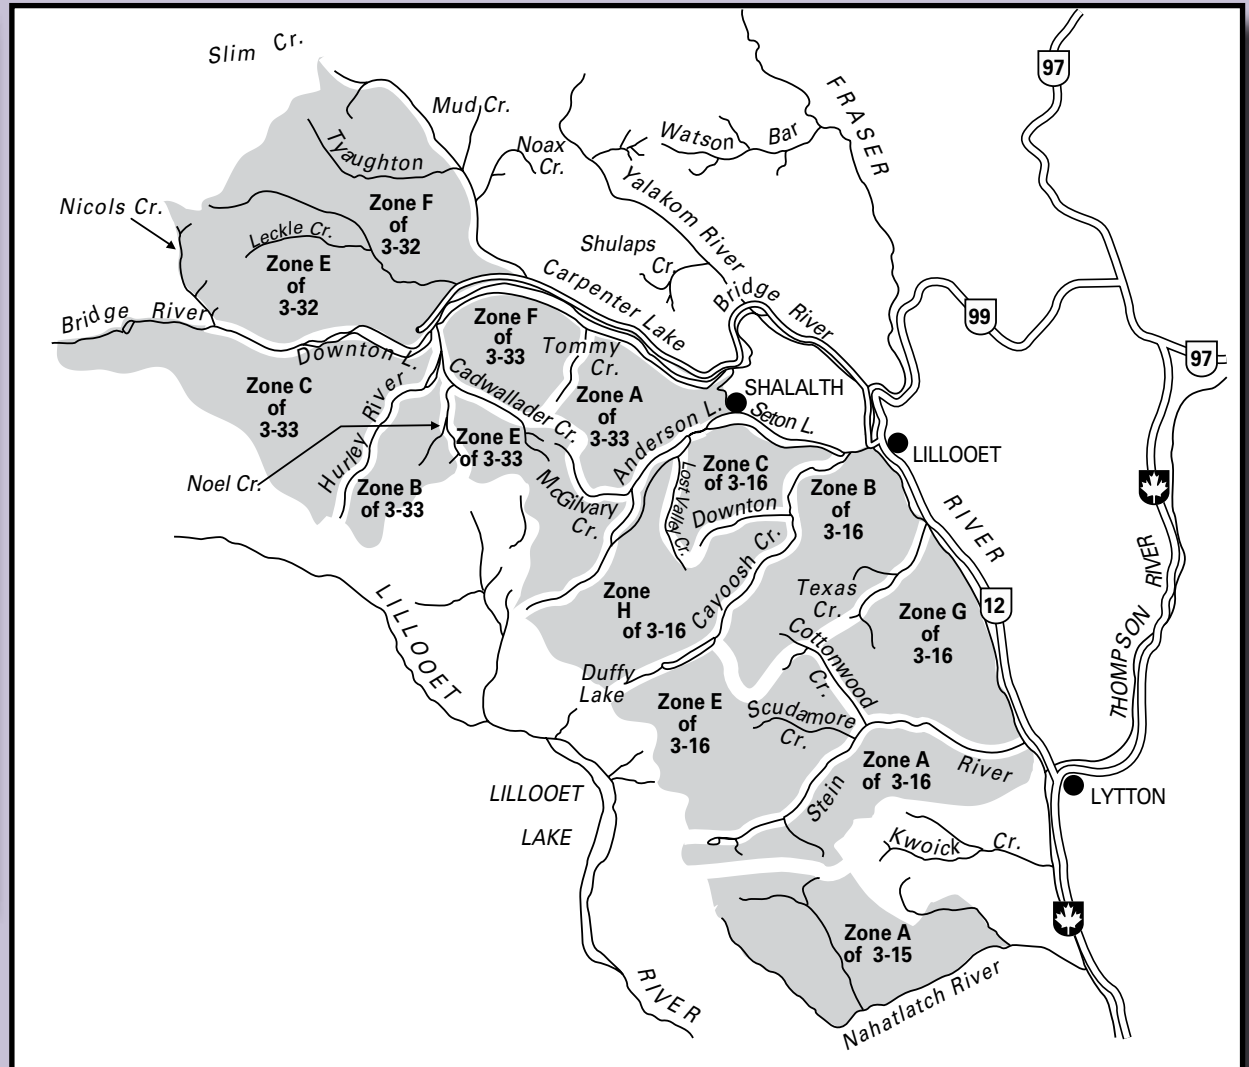 Slim Cr.
97
FRASER
Mud Cr.
Watson Bar
Noax
Cr.
Tyaughton
Yalakom River
Nicols Cr.
Zone F
of
3-32
Leckle Cr.
Shulaps
Cr.
Zone E
of
3-32
Carpenter Lake
Bridge River
Bridge River
99
Zone F
of
3-33
Tommy
Cr.
97
Downton L.
Cadwallader Cr.
Zone C
of
3-33
Hurley River
SHALALTH
Zone A
of
3-33
Anderson L.
Seton L.
Zone E
of 3-33
LILLOOET
Noel Cr.
Zone B
of 3-33
McGilvary
Cr.
Lost Valley Cr.
Zone C
of 3-16
Downton
Zone B
of
3-16
RIVER
Cayoosh Cr.
THOMPSON RIVER
LILLOOET
Zone
H
of 3-16
Texas
Cr.
Zone G
of
3-16
12
Cottonwood
Cr.
Duffy
Lake
Zone E
of
3-16
Scudamore
Cr.
Zone A
of 3-16
River
Stein
LYTTON
LILLOOET
LAKE
Kwoick Cr.
Zone A
of 3-15
RIVER
Nahatlatch River